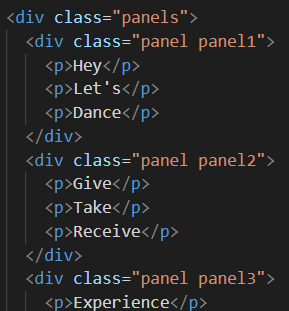 <div class="panels">
  <div class="panel panel1">
    <p>Hey</p>
    <p>Let's</p>
    <p>Dance</p>
  </div>
  <div class="panel panel2">
    <p>Give</p>
    <p>Take</p>
    <p>Receive</p>
  </div>
  <div class="panel panel3">
    <p>Experience</p>